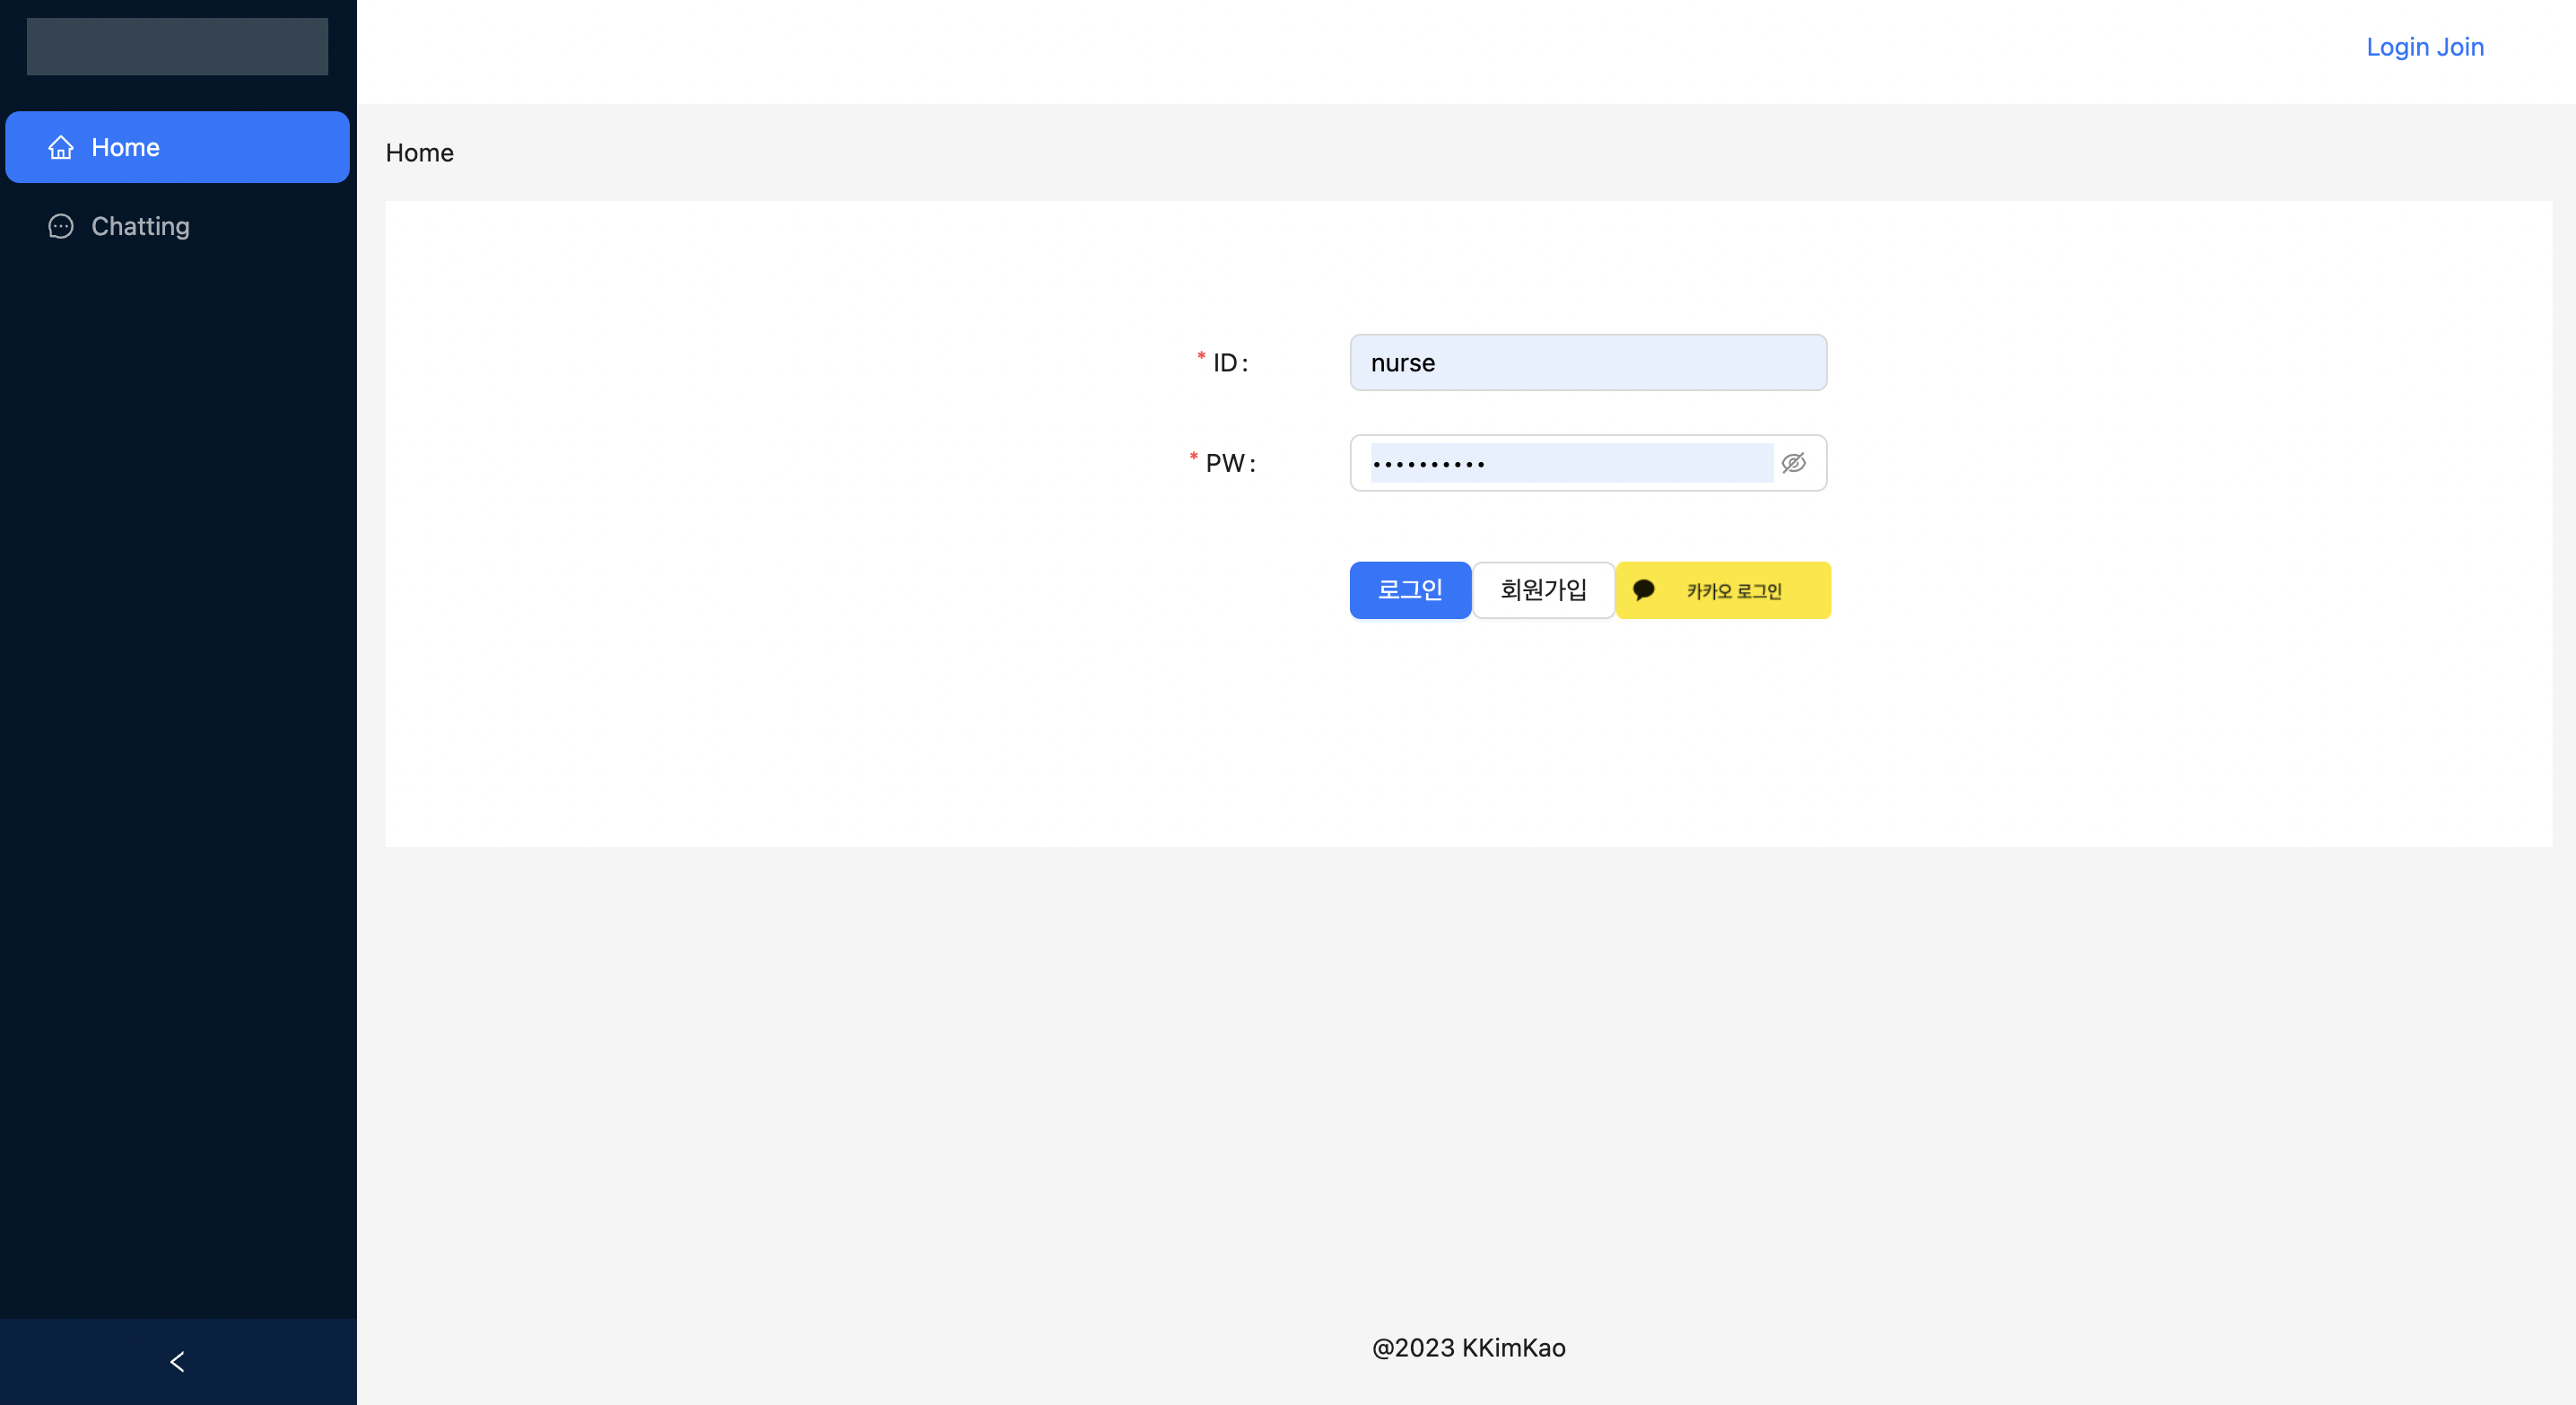 Login Join
Home
Chatting
Home
* ID :
nurse
* PW :
••••••••••
로그인
회원가입
카카오 로그인
@2023 KKimKao